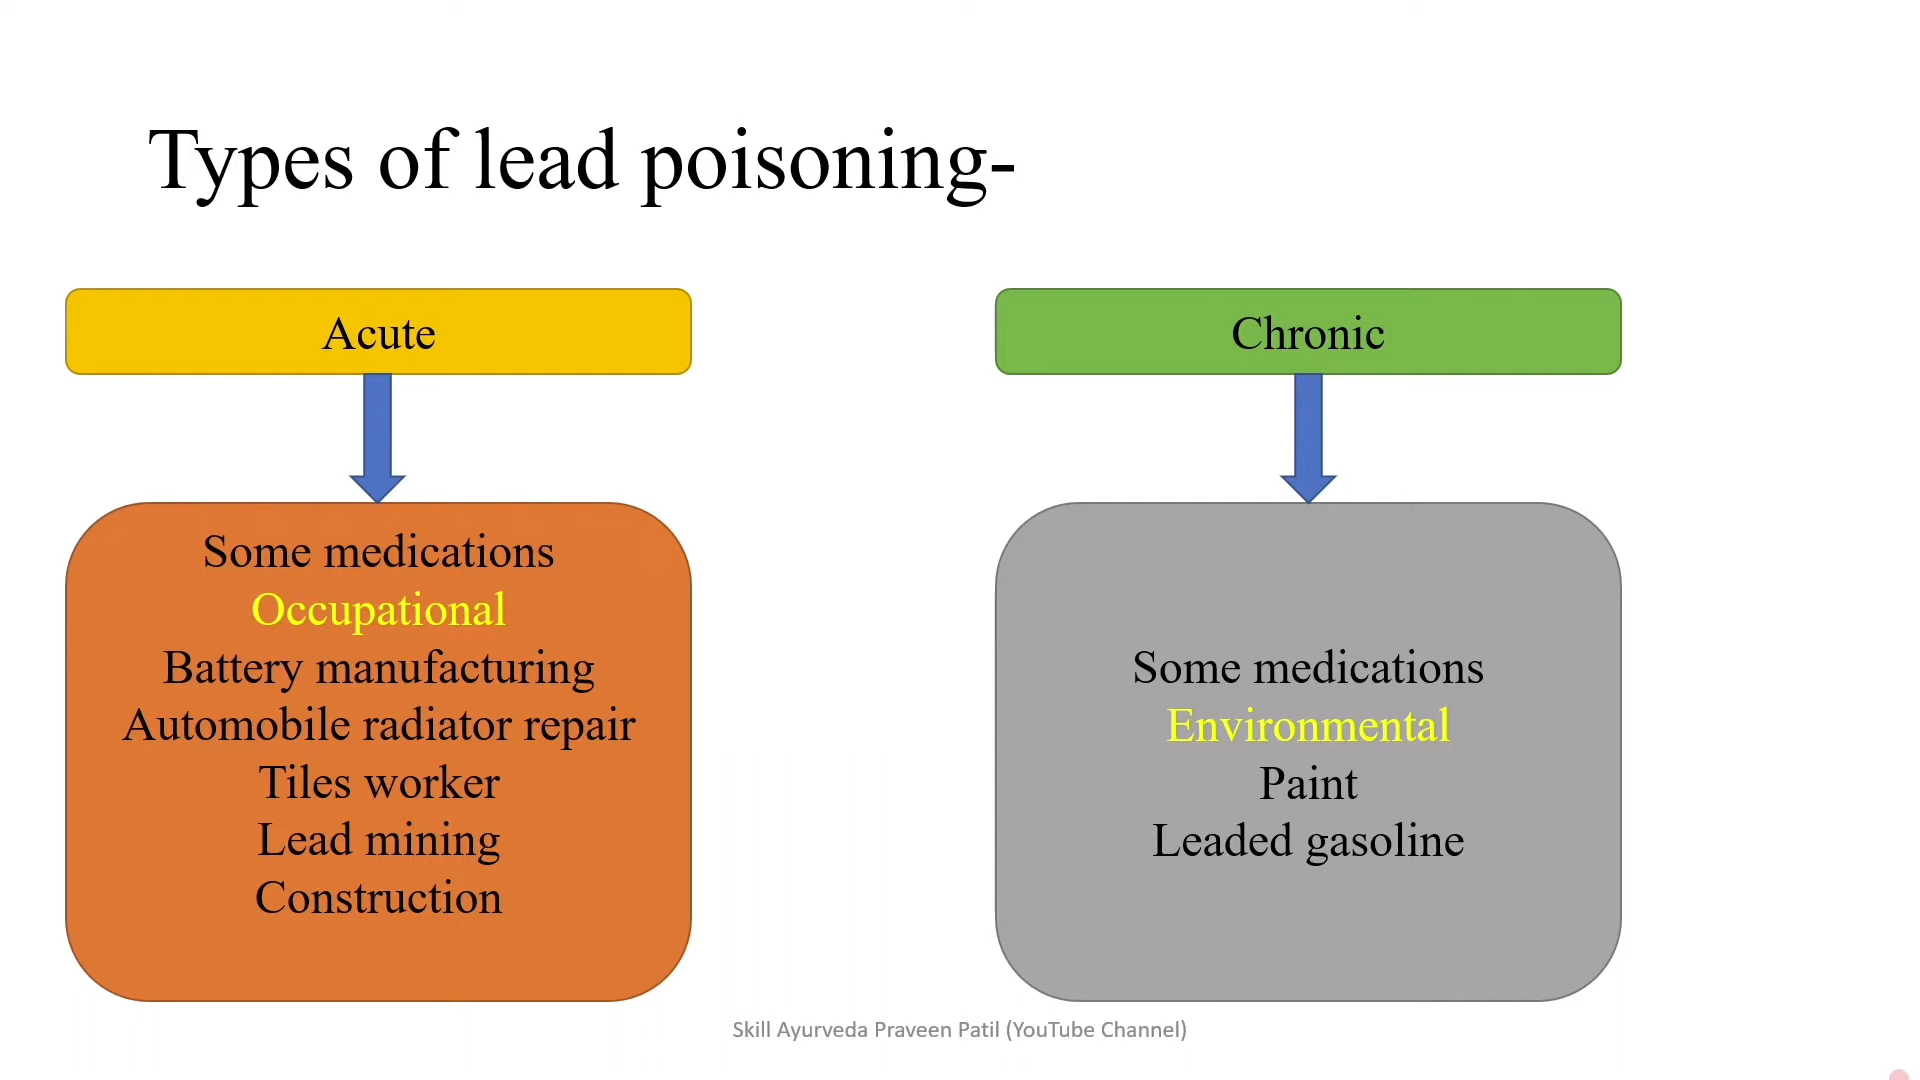 Types of lead poisoning-
Acute
Some medications
Occupational
Battery manufacturing
Automobile radiator repair
Tiles worker
Lead mining
Construction
Chronic
Some medications
Environmental
Paint
Leaded gasoline
Skill Ayurveda Praveen Patil (YouTube Channel)